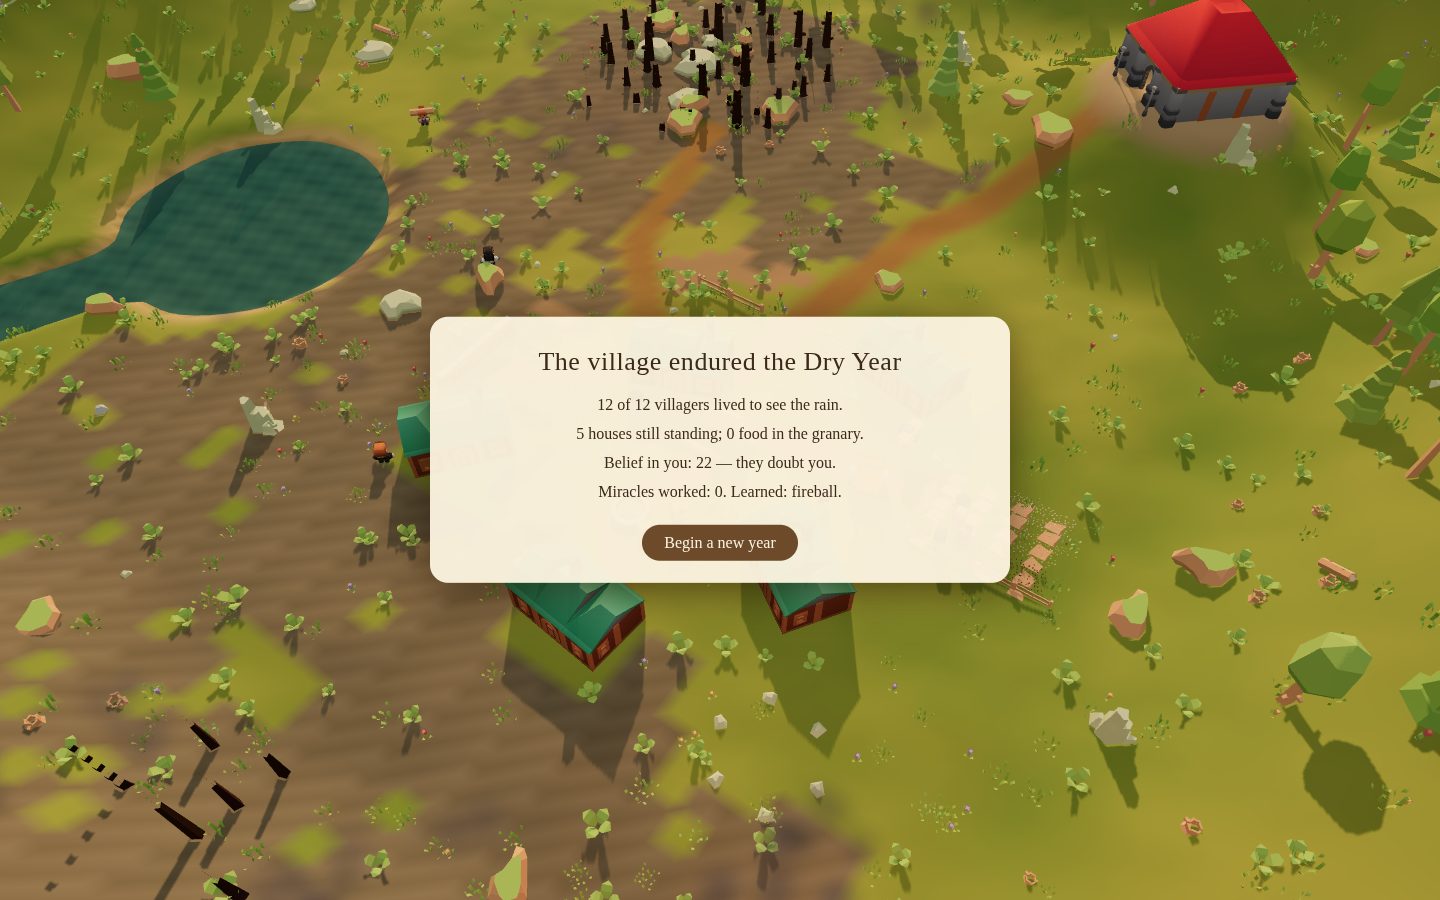 The village endured the Dry Year
12 of 12 villagers lived to see the rain.
5 houses still standing; 0 food in the granary.
Belief in you: 22 — they doubt you.
Miracles worked: 0. Learned: fireball.
Begin a new year